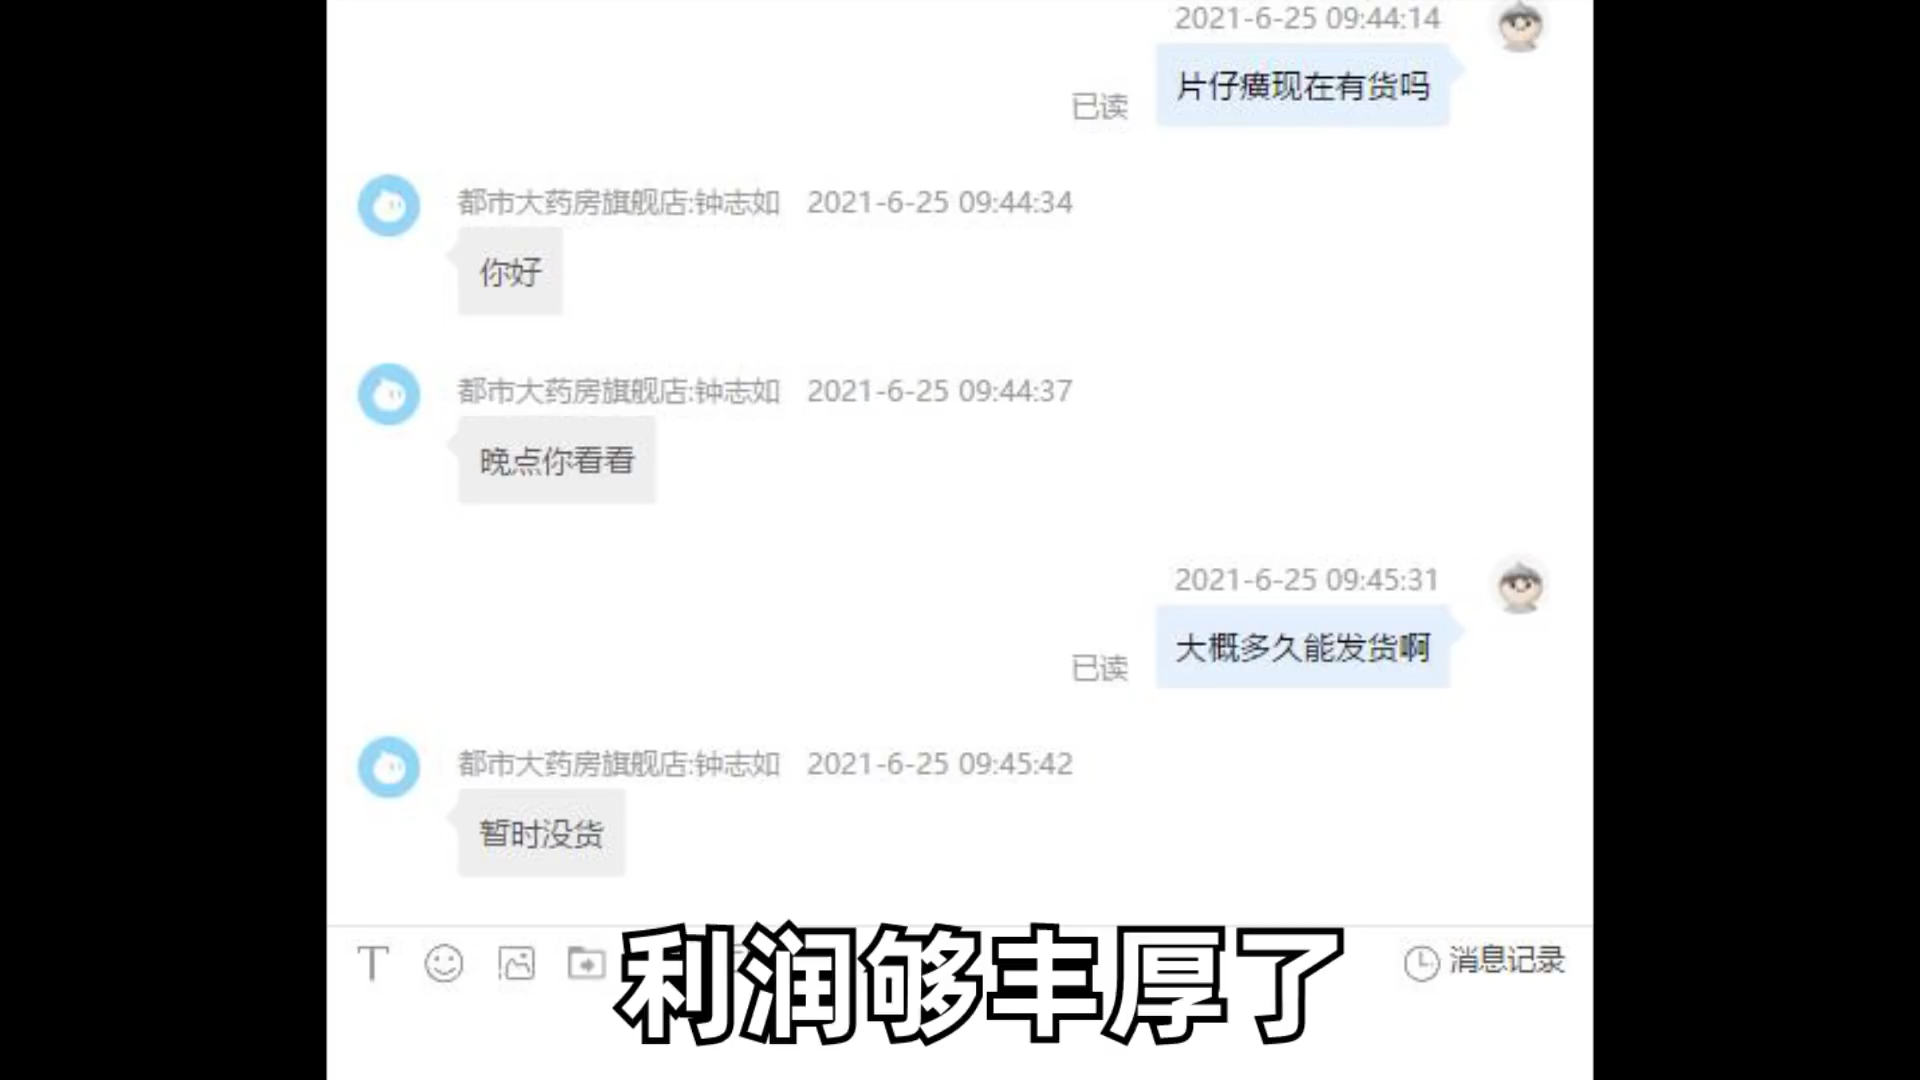 2021-6-25 09:44:14
片仔癀现在有货吗
已读
都市大药房旗舰店:钟志如 2021-6-25 09:44:34
你好
都市大药房旗舰店:钟志如 2021-6-25 09:44:37
晚点你看看
2021-6-25 09:45:31
大概多久能发货啊
已读
都市大药房旗舰店:钟志如 2021-6-25 09:45:42
暂时没货
消息记录
利润够丰厚了